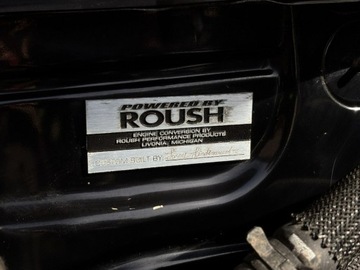 POWERED BY
ROUSH
ENGINE CONVERSION BY
ROUSH PERFORMANCE PRODUCTS
LIVONIA, MICHIGAN
BUILT BY: